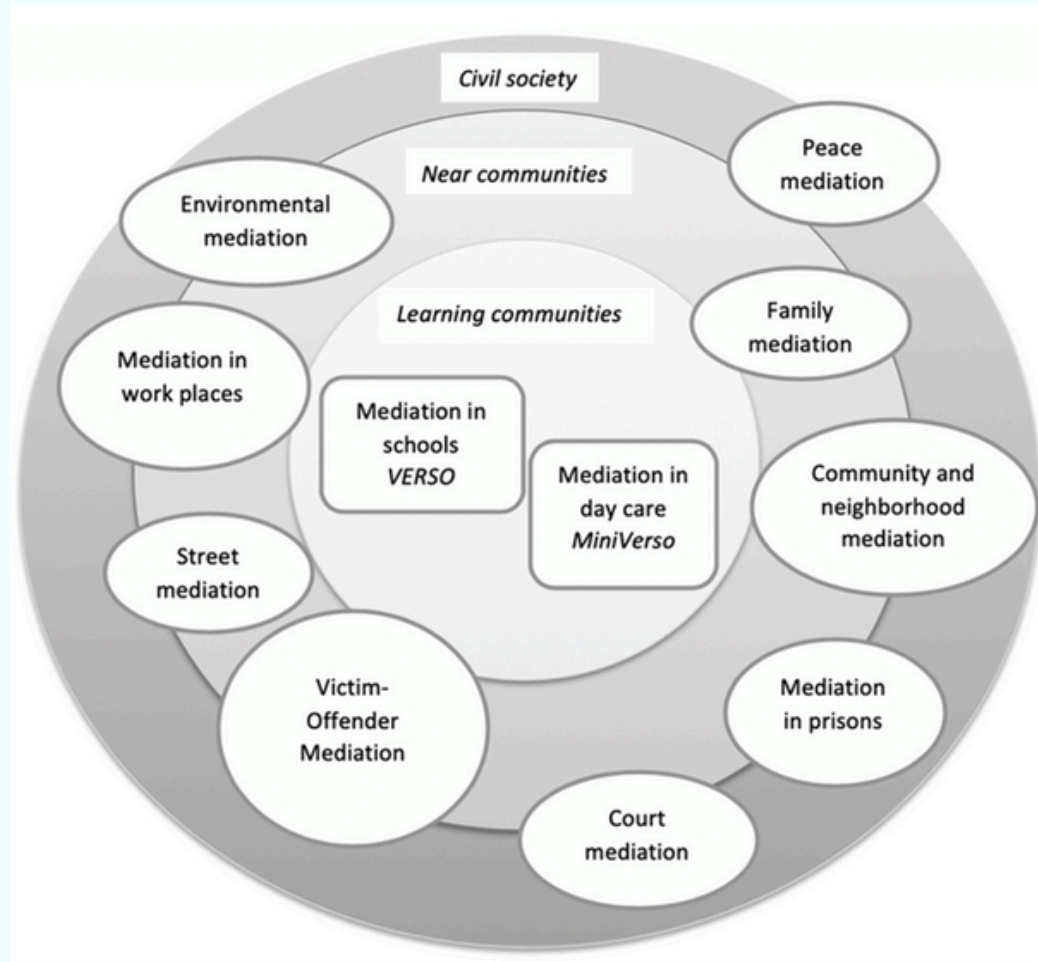 Civil society
Near communities
Peace
mediation
Environmental
mediation
Learning communities
Family
mediation
Mediation in
work places
Mediation in
schools
VERSO
Mediation in
day care
MiniVerso
Community and
neighborhood
mediation
Street
mediation
Victim-
Offender
Mediation
Mediation
in prisons
Court
mediation